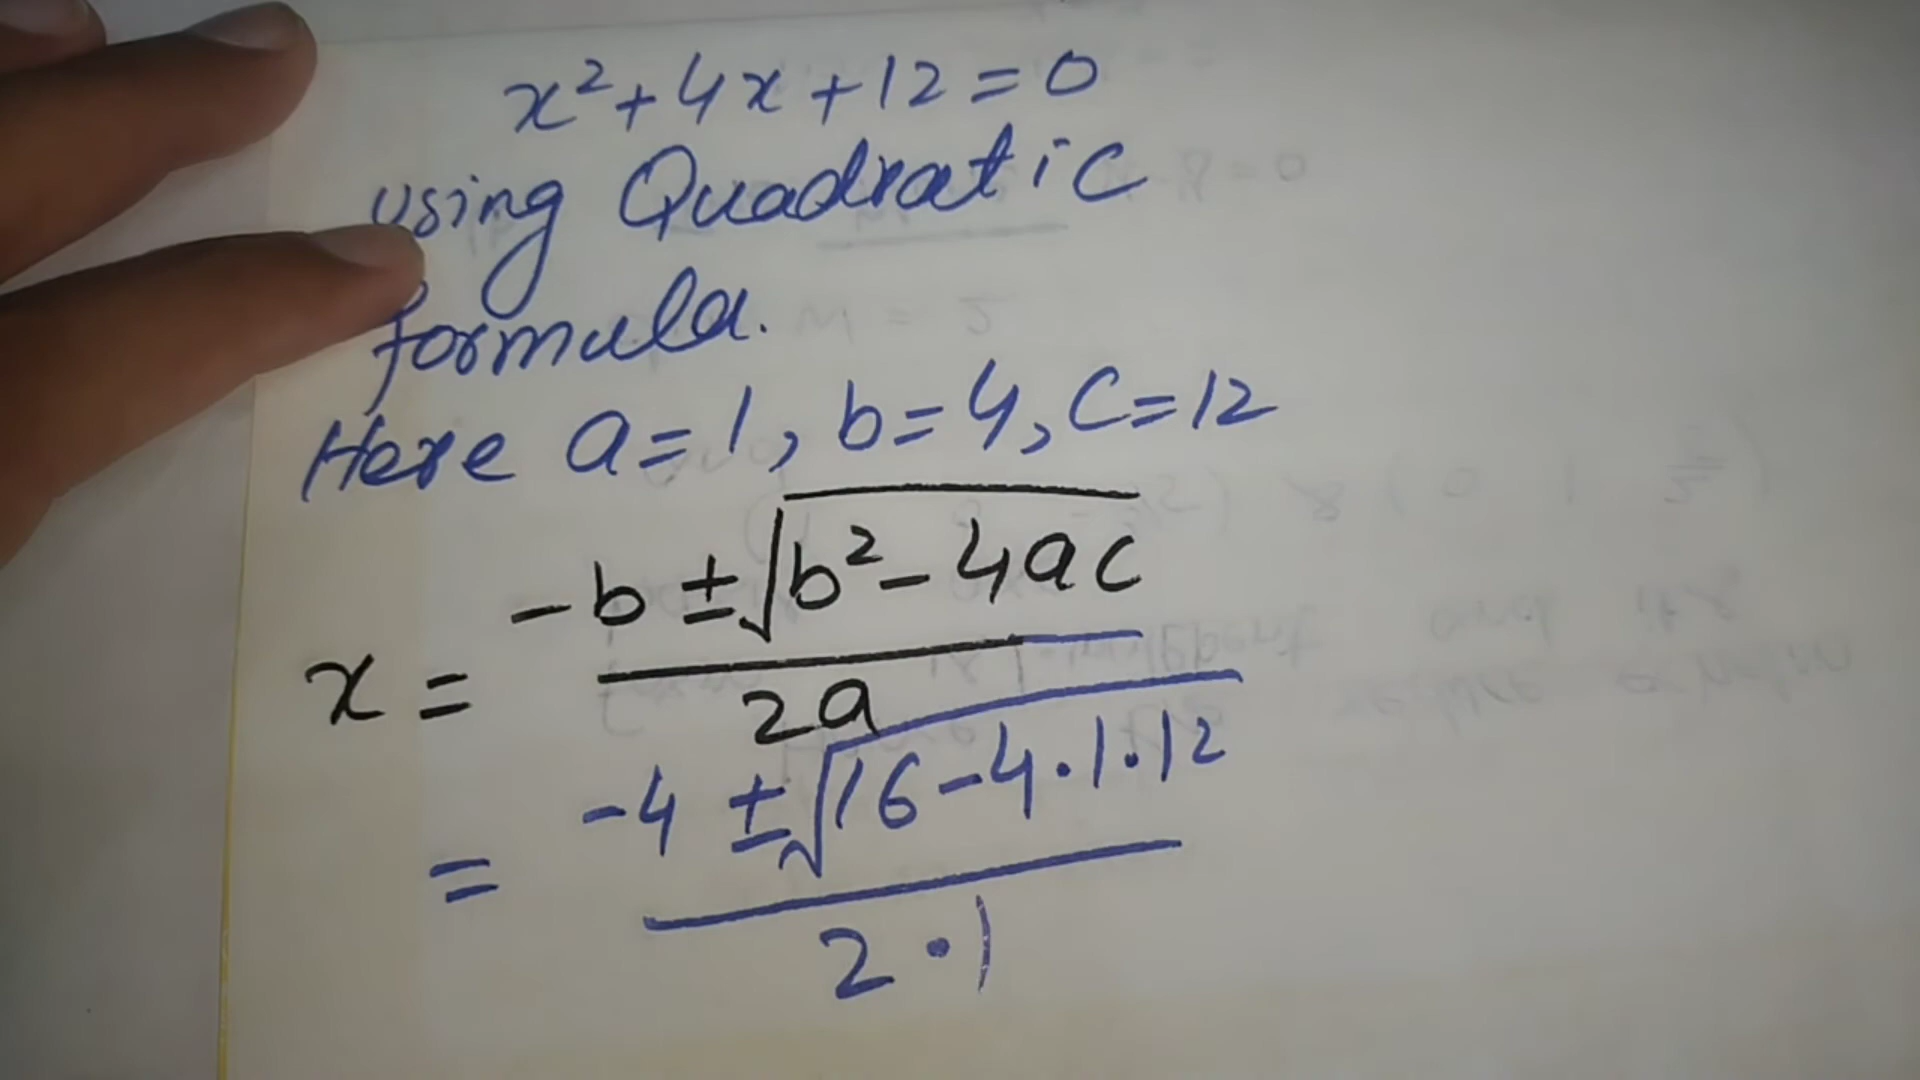 x²+4x+12=0
using Quadratic
formula.
Here a=1, b=4, c=12
x = (-b ± √(b²-4ac)) / 2a
= (-4 ± √(16-4·1·12)) / 2·1